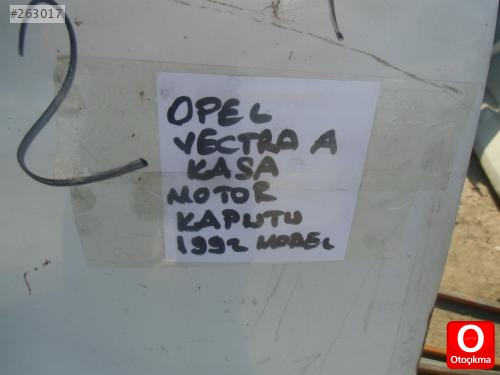 #263017
OPEL
VECTRA A
KASA
MOTOR
KAPUTU
1992 MODEL
O
Otoçıkma